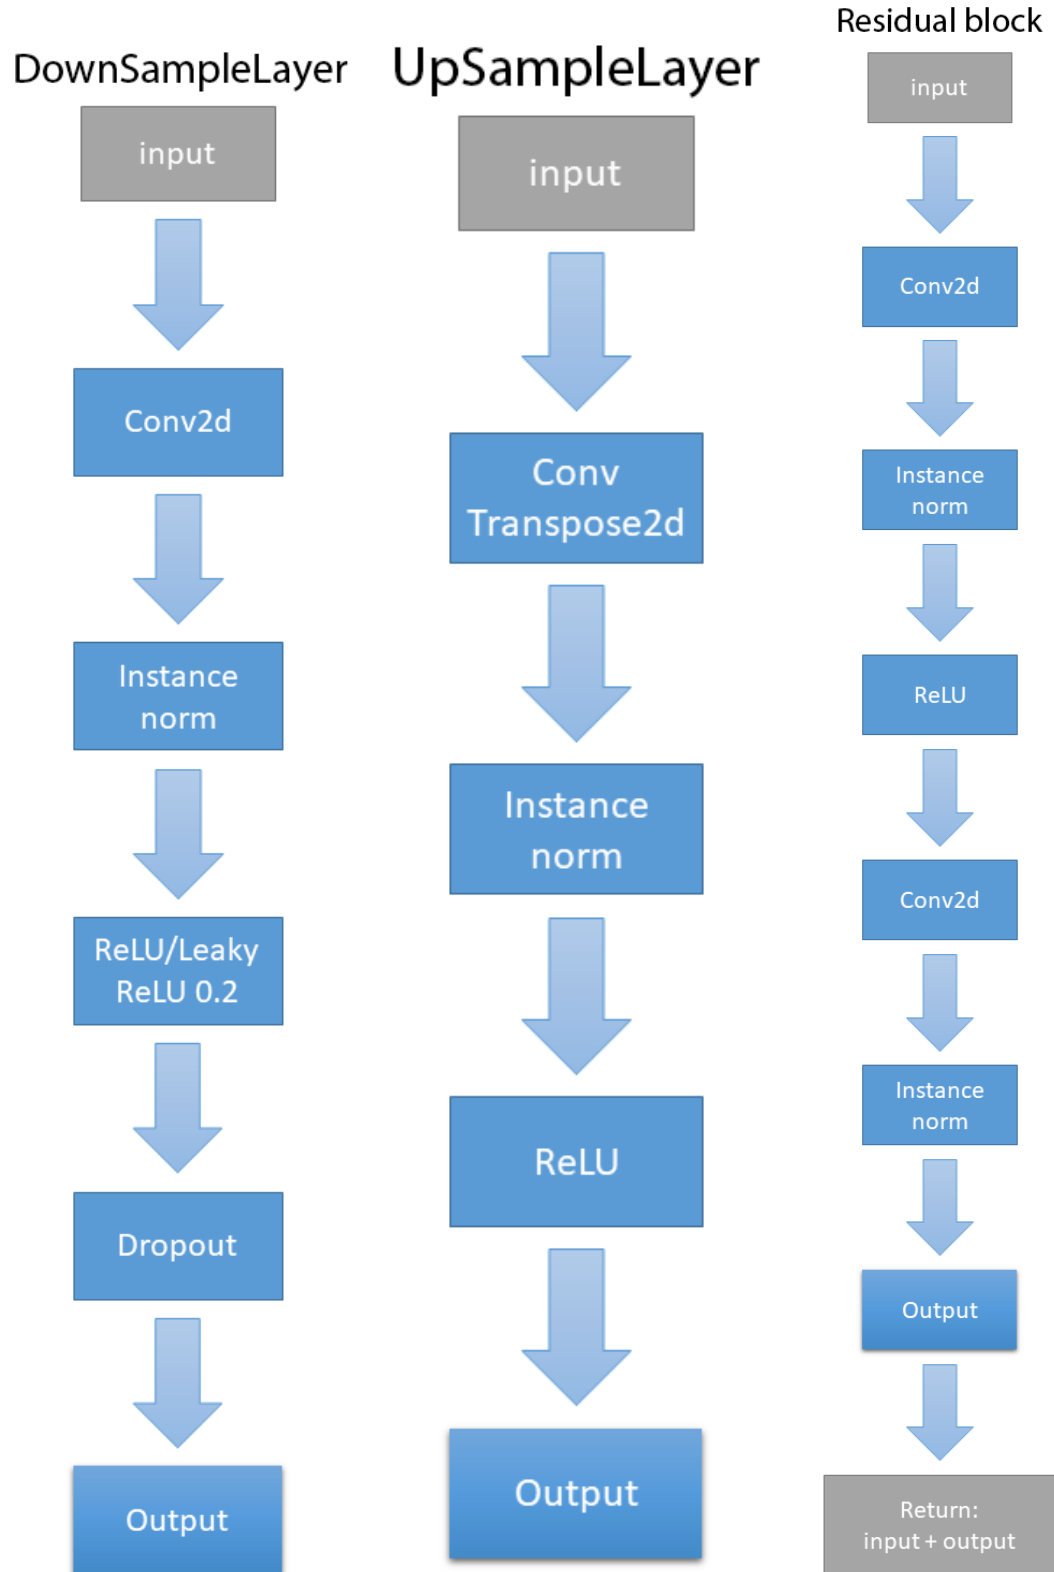 DownSampleLayer
input
Conv2d
Instance
norm
ReLU/Leaky
ReLU 0.2
Dropout
Output
UpSampleLayer
input
Conv
Transpose2d
Instance
norm
ReLU
Output
Residual block
input
Conv2d
Instance
norm
ReLU
Conv2d
Instance
norm
Output
Return:
input + output